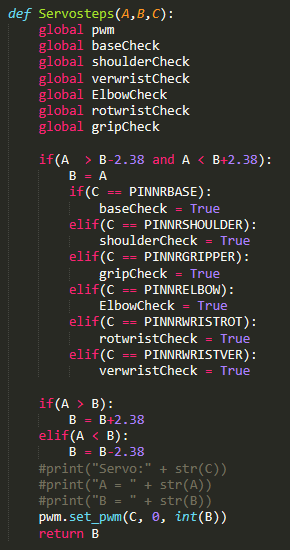 def Servosteps(A,B,C):
    global pwm
    global baseCheck
    global shoulderCheck
    global verwristCheck
    global ElbowCheck
    global rotwristCheck
    global gripCheck

    if(A  > B-2.38 and A < B+2.38):
        B = A
        if(C == PINNRBASE):
            baseCheck = True
        elif(C == PINNRSHOULDER):
            shoulderCheck = True
        elif(C == PINNRGRIPPER):
            gripCheck = True
        elif(C == PINNRELBOW):
            ElbowCheck = True
        elif(C == PINNRWRISTROT):
            rotwristCheck = True
        elif(C == PINNRWRISTVER):
            verwristCheck = True

    if(A > B):
        B = B+2.38
    elif(A < B):
        B = B-2.38
    #print("Servo:" + str(C))
    #print("A = " + str(A))
    #print("B = " + str(B))
    pwm.set_pwm(C, 0, int(B))
    return B